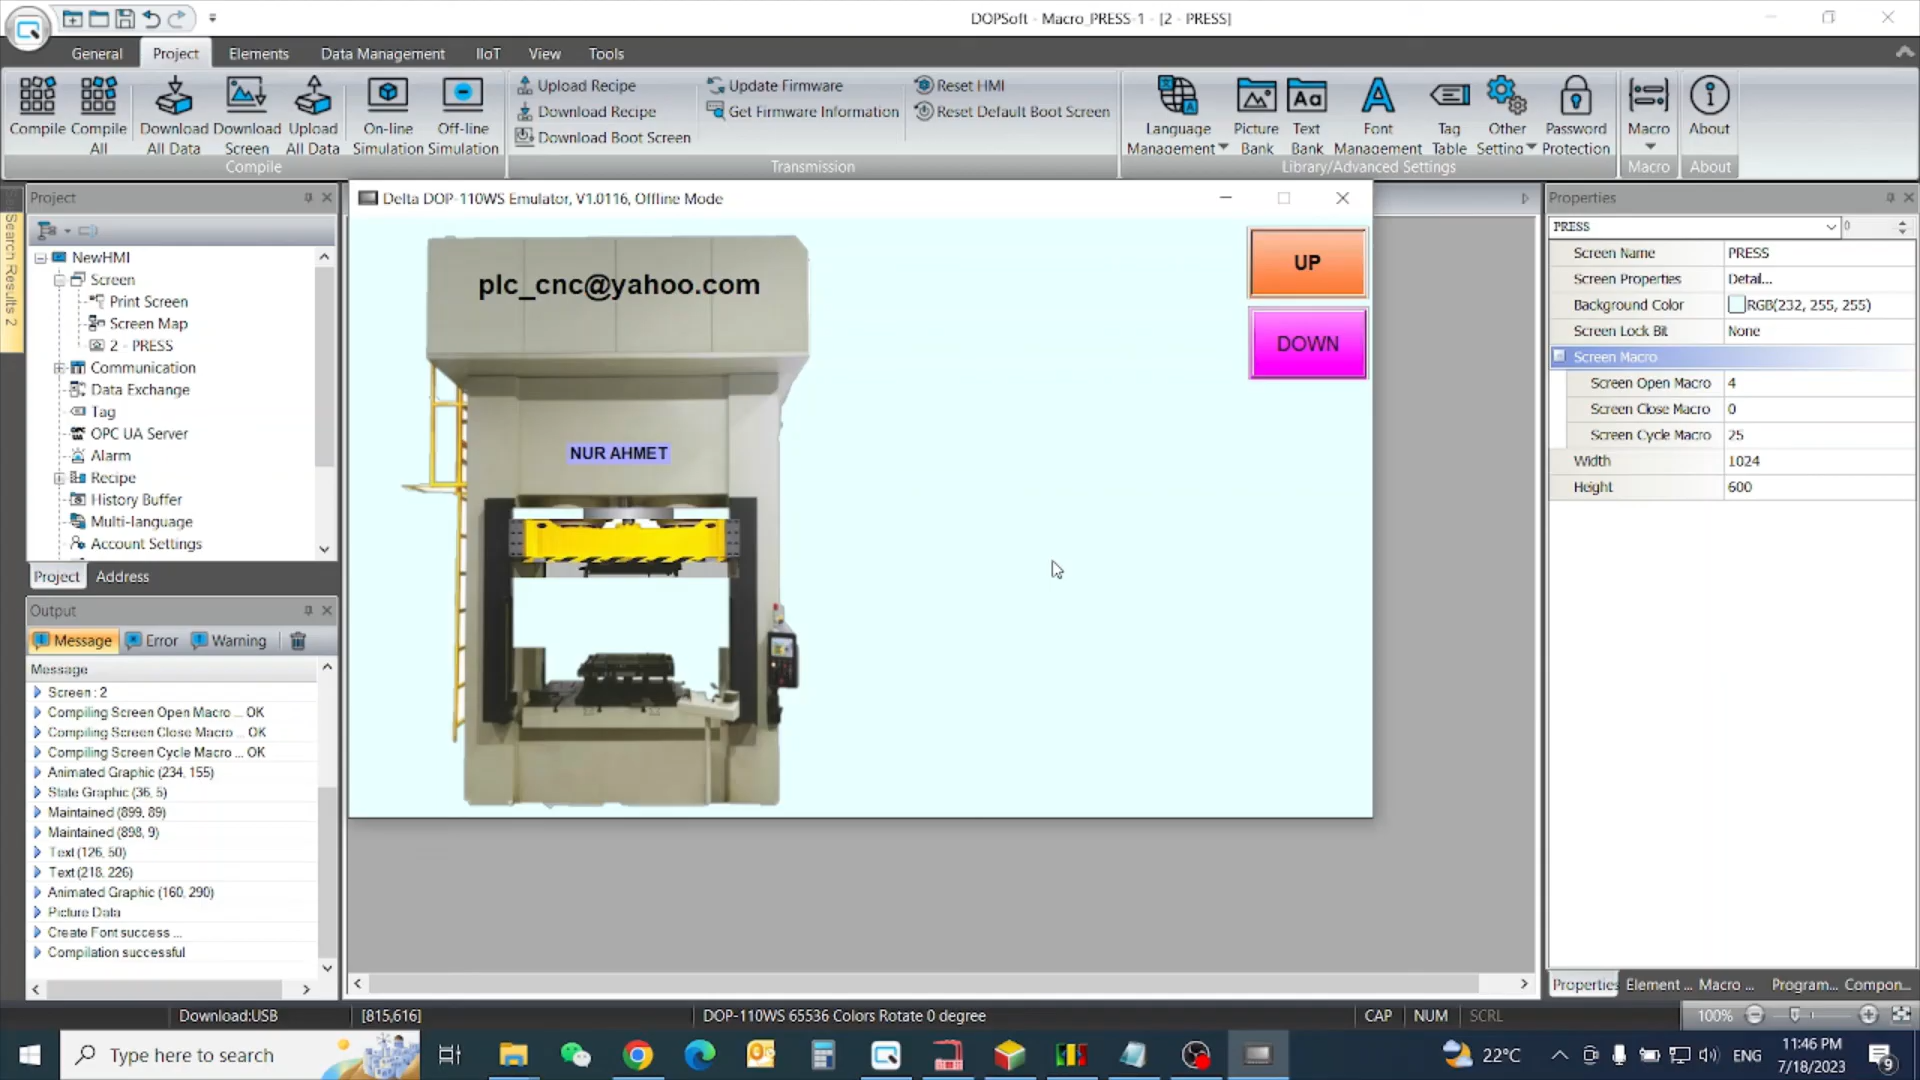 DOPSoft - Macro_PRESS-1 - [2 - PRESS]
General Project Elements Data Management IIoT View Tools
Compile
Compile All
Download All Data
Download Screen
Upload All Data
On-line Simulation
Off-line Simulation
Compile
Upload Recipe
Download Recipe
Download Boot Screen
Update Firmware
Get Firmware Information
Reset HMI
Reset Default Boot Screen
Transmission
Language Management
Picture Bank
Text Bank
Font Management
Tag Table
Other Setting
Password Protection
Library/Advanced Settings
Macro
Macro
About
About
Search Results 2
Project
NewHMI
Screen
Print Screen
Screen Map
2 - PRESS
Communication
Data Exchange
Tag
OPC UA Server
Alarm
Recipe
History Buffer
Multi-language
Account Settings
Project Address
Output
Message Error Warning
Message
Screen : 2
Compiling Screen Open Macro ... OK
Compiling Screen Close Macro ... OK
Compiling Screen Cycle Macro ... OK
Animated Graphic (234, 155)
State Graphic (36, 5)
Maintained (899, 89)
Maintained (898, 9)
Text (126, 50)
Text (218, 226)
Animated Graphic (160, 290)
Picture Data
Create Font success ...
Compilation successful
Delta DOP-110WS Emulator, V1.0116, Offline Mode
plc_cnc@yahoo.com
NUR AHMET
UP
DOWN
Properties
PRESS 0
Screen Name PRESS
Screen Properties Detail...
Background Color RGB(232, 255, 255)
Screen Lock Bit None
Screen Macro
Screen Open Macro 4
Screen Close Macro 0
Screen Cycle Macro 25
Width 1024
Height 600
Properties Element ... Macro ... Program... Compon...
Download:USB [815,616] DOP-110WS 65536 Colors Rotate 0 degree CAP NUM SCRL 100%
Type here to search
22°C ENG
11:46 PM
7/18/2023
9